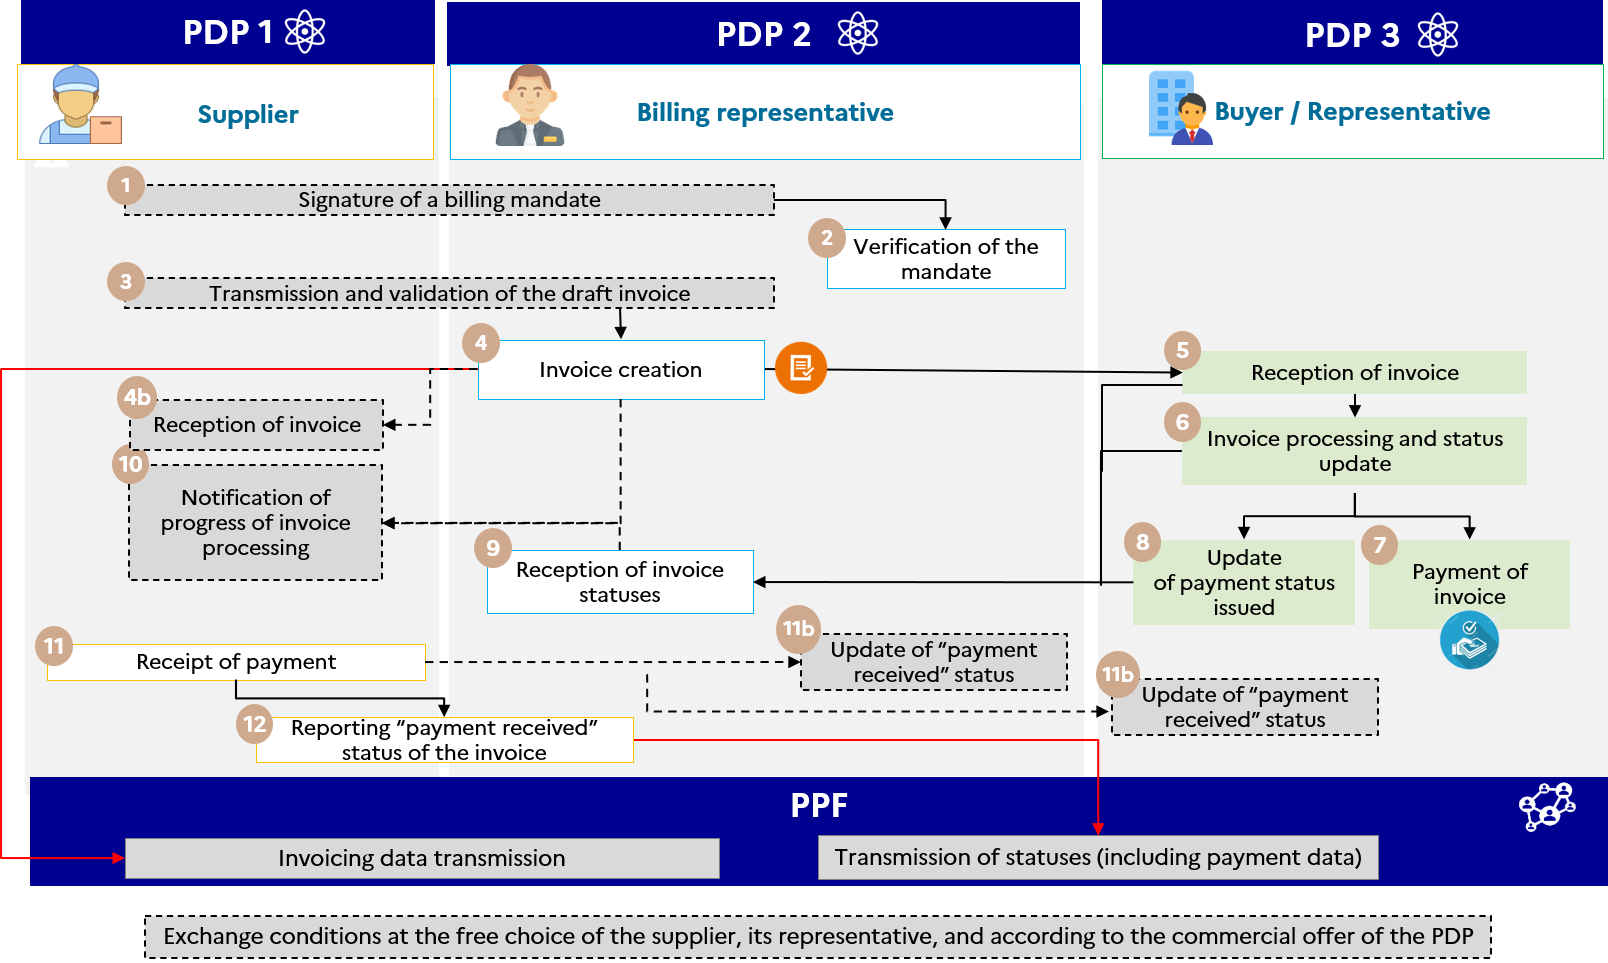 PDP 1
PDP 2
PDP 3
Supplier
Billing representative
Buyer / Representative
1
Signature of a billing mandate
2
Verification of the
mandate
3
Transmission and validation of the draft invoice
4
Invoice creation
5
Reception of invoice
4b
Reception of invoice
6
Invoice processing and status
update
10
Notification of
progress of invoice
processing
9
Reception of invoice
statuses
8
Update
of payment status
issued
7
Payment of
invoice
11
Receipt of payment
11b
Update of “payment
received” status
11b
Update of “payment
received” status
12
Reporting “payment received”
status of the invoice
PPF
Invoicing data transmission
Transmission of statuses (including payment data)
Exchange conditions at the free choice of the supplier, its representative, and according to the commercial offer of the PDP